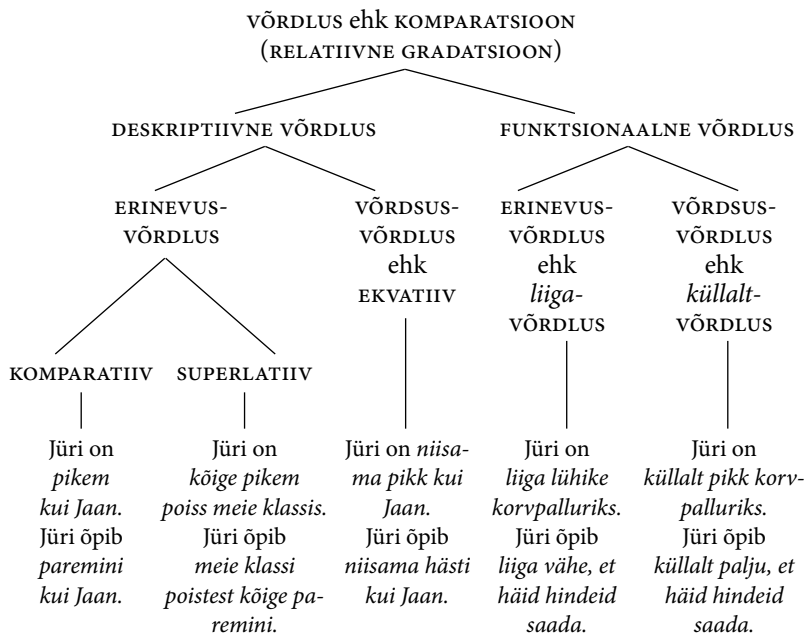 VÕRDLUS ehk KOMPARATSIOON
(RELATIIVNE GRADATSIOON)
DESKRIPTIIVNE VÕRDLUS
FUNKTSIONAALNE VÕRDLUS
ERINEVUS-
VÕRDLUS
VÕRDSUS-
VÕRDLUS
ehk
EKVATIIV
ERINEVUS-
VÕRDLUS
ehk
liiga-
VÕRDLUS
VÕRDSUS-
VÕRDLUS
ehk
küllalt-
VÕRDLUS
KOMPARATIIV
SUPERLATIIV
Jüri on
pikem
kui Jaan.
Jüri õpib
paremini
kui Jaan.
Jüri on
kõige pikem
poiss meie klassis.
Jüri õpib
meie klassi
poistest kõige pa-
remini.
Jüri on niisa-
ma pikk kui
Jaan.
Jüri õpib
niisama hästi
kui Jaan.
Jüri on
liiga lühike
korvpalluriks.
Jüri õpib
liiga vähe, et
häid hindeid
saada.
Jüri on
küllalt pikk korv-
palluriks.
Jüri õpib
küllalt palju, et
häid hindeid
saada.